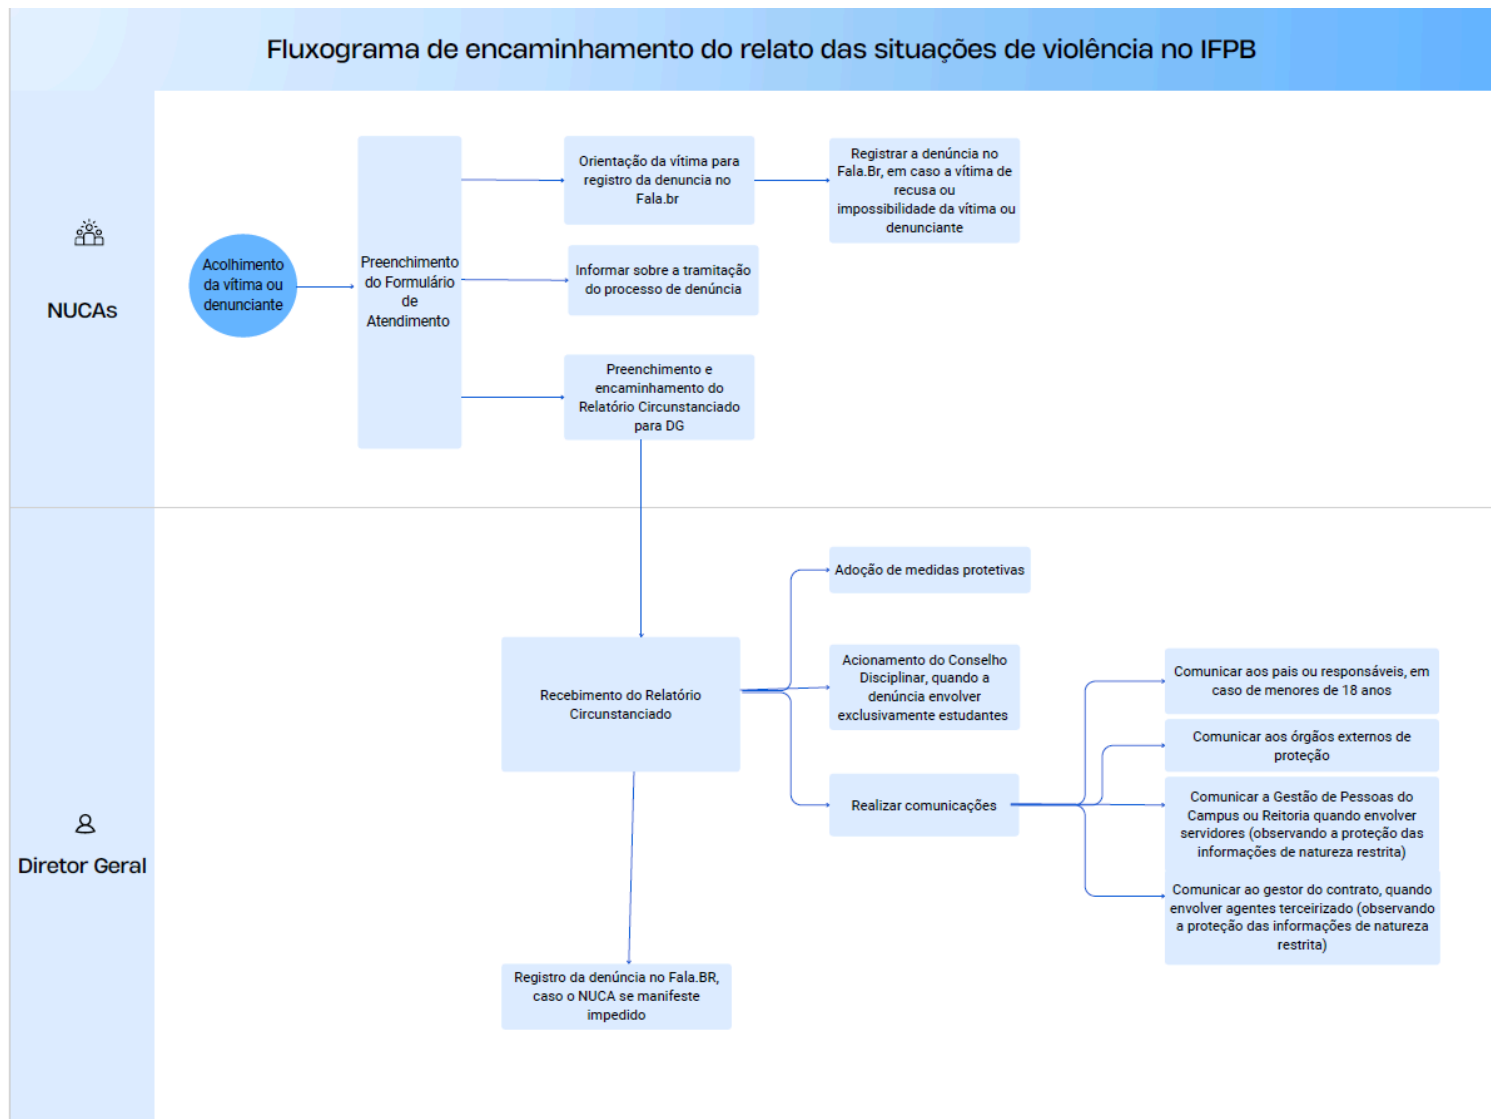 Fluxograma de encaminhamento do relato das situações de violência no IFPB
NUCAs
Acolhimento
da vítima ou
denunciante
Preenchimento
do Formulário
de
Atendimento
Orientação da vítima para
registro da denuncia no
Fala.br
Registrar a denúncia no
Fala.Br, em caso a vítima de
recusa ou
impossibilidade da vítima ou
denunciante
Informar sobre a tramitação
do processo de denúncia
Preenchimento e
encaminhamento do
Relatório Circunstanciado
para DG
Diretor Geral
Recebimento do Relatório
Circunstanciado
Adoção de medidas protetivas
Acionamento do Conselho
Disciplinar, quando a
denúncia envolver
exclusivamente estudantes
Realizar comunicações
Comunicar aos pais ou responsáveis, em
caso de menores de 18 anos
Comunicar aos órgãos externos de
proteção
Comunicar a Gestão de Pessoas do
Campus ou Reitoria quando envolver
servidores (observando a proteção das
informações de natureza restrita)
Comunicar ao gestor do contrato, quando
envolver agentes terceirizado (observando
a proteção das informações de natureza
restrita)
Registro da denúncia no Fala.BR,
caso o NUCA se manifeste
impedido